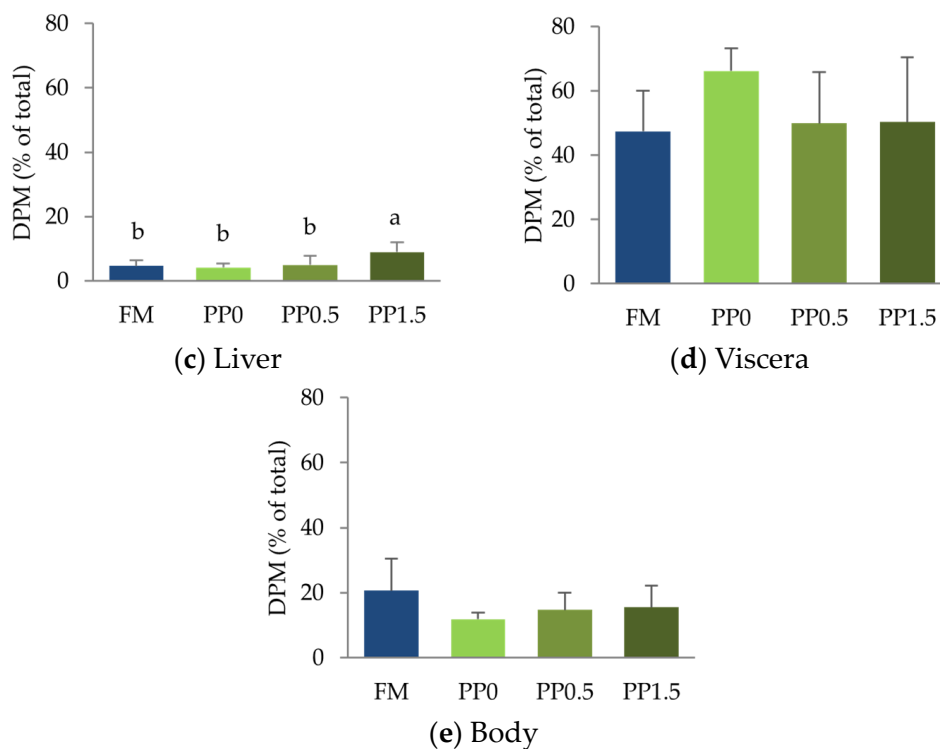 80
60
40
20
0
DPM (% of total)
b
b
b
a
FM PP0 PP0.5 PP1.5
(c) Liver
80
60
40
20
0
DPM (% of total)
FM PP0 PP0.5 PP1.5
(d) Viscera
80
60
40
20
0
DPM (% of total)
FM PP0 PP0.5 PP1.5
(e) Body